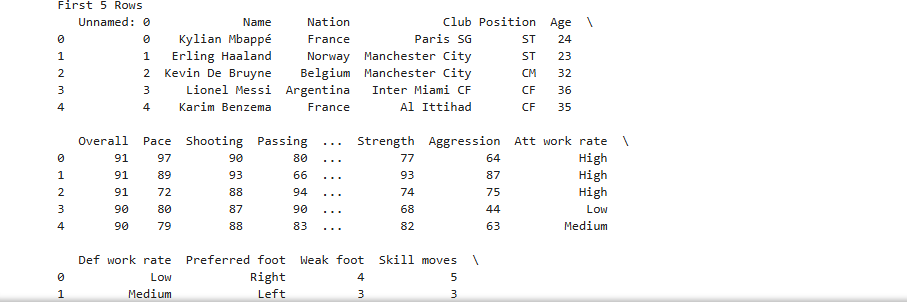 First 5 Rows
   Unnamed: 0             Name     Nation             Club Position  Age  \
0           0    Kylian Mbappé     France         Paris SG       ST   24
1           1   Erling Haaland     Norway  Manchester City       ST   23
2           2  Kevin De Bruyne    Belgium  Manchester City       CM   32
3           3     Lionel Messi  Argentina   Inter Miami CF       CF   36
4           4    Karim Benzema     France       Al Ittihad       CF   35
   Overall  Pace  Shooting  Passing  ...  Strength  Aggression  Att work rate  \
0       91    97        90       80  ...        77          64           High
1       91    89        93       66  ...        93          87           High
2       91    72        88       94  ...        74          75           High
3       90    80        87       90  ...        68          44            Low
4       90    79        88       83  ...        82          63         Medium
   Def work rate  Preferred foot  Weak foot  Skill moves  \
0            Low           Right          4            5
1         Medium            Left          3            3